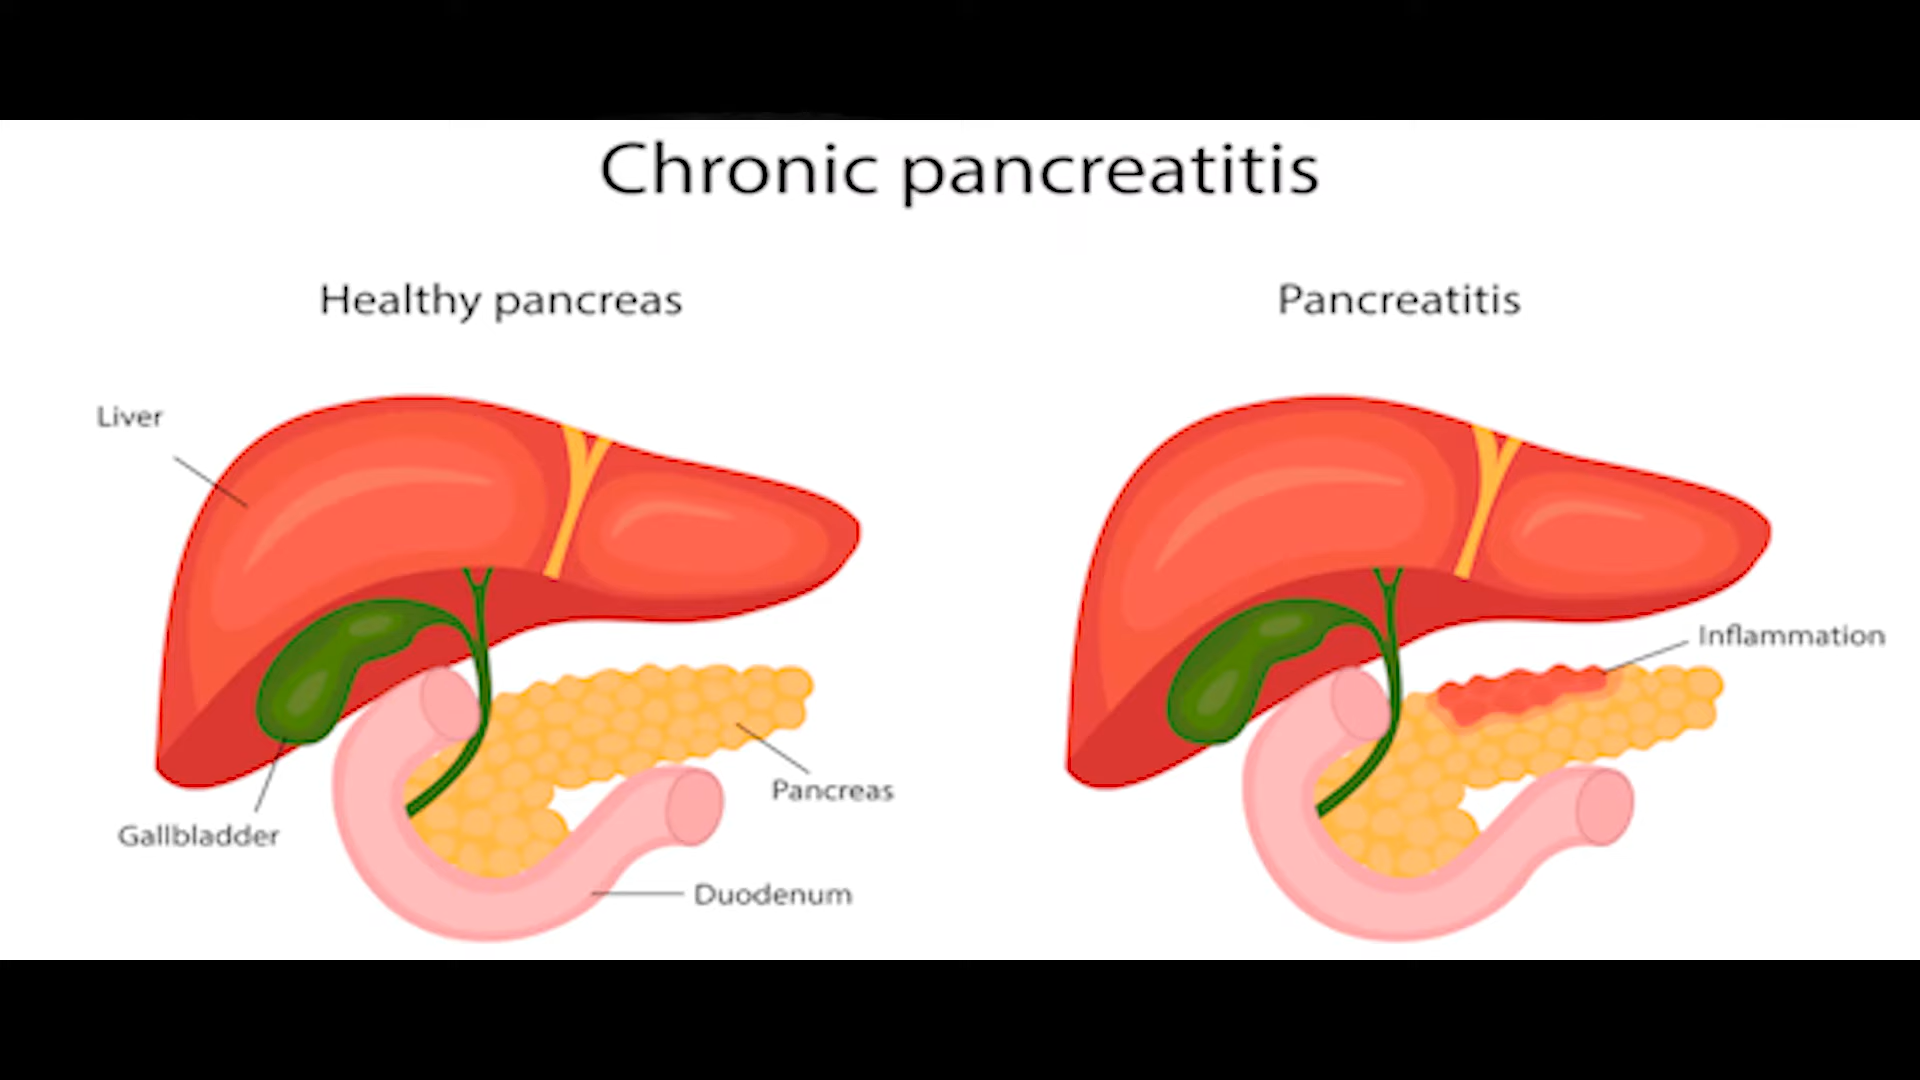 Chronic pancreatitis
Healthy pancreas
Pancreatitis
Liver
Inflammation
Pancreas
Gallbladder
Duodenum